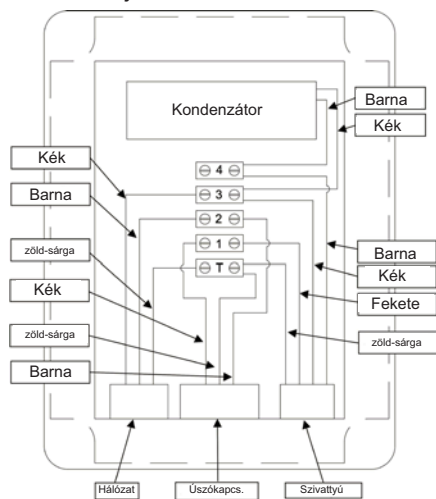 Kondenzátor
Barna
Kék
4
3
2
1
T
Kék
Barna
zöld-sárga
Kék
zöld-sárga
Barna
Barna
Kék
Fekete
zöld-sárga
Hálózat
Úszókapcs.
Szivattyú